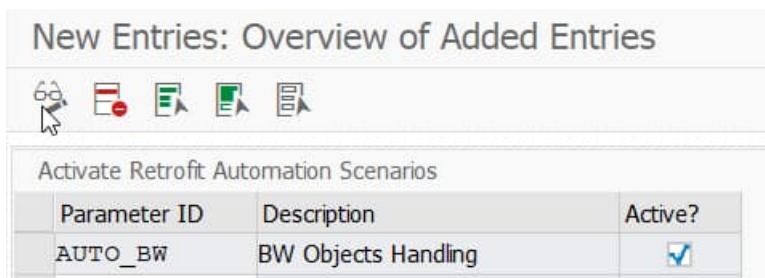 New Entries: Overview of Added Entries
Activate Retrofit Automation Scenarios
Parameter ID Description Active?
AUTO_BW BW Objects Handling